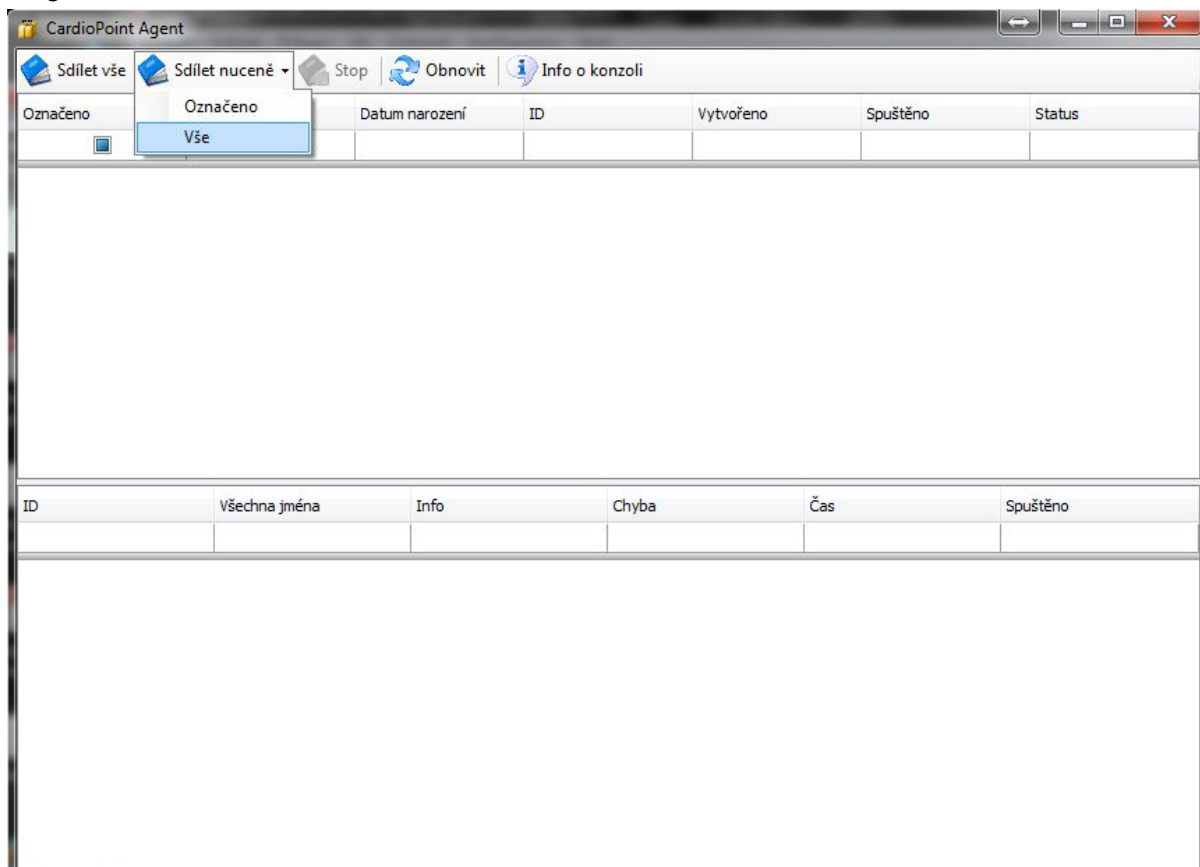 CardioPoint Agent
Sdílet vše Sdílet nuceně Stop Obnovit Info o konzoli
Označeno
Vše
Označeno Datum narození ID Vytvořeno Spuštěno Status
ID Všechna jména Info Chyba Čas Spuštěno